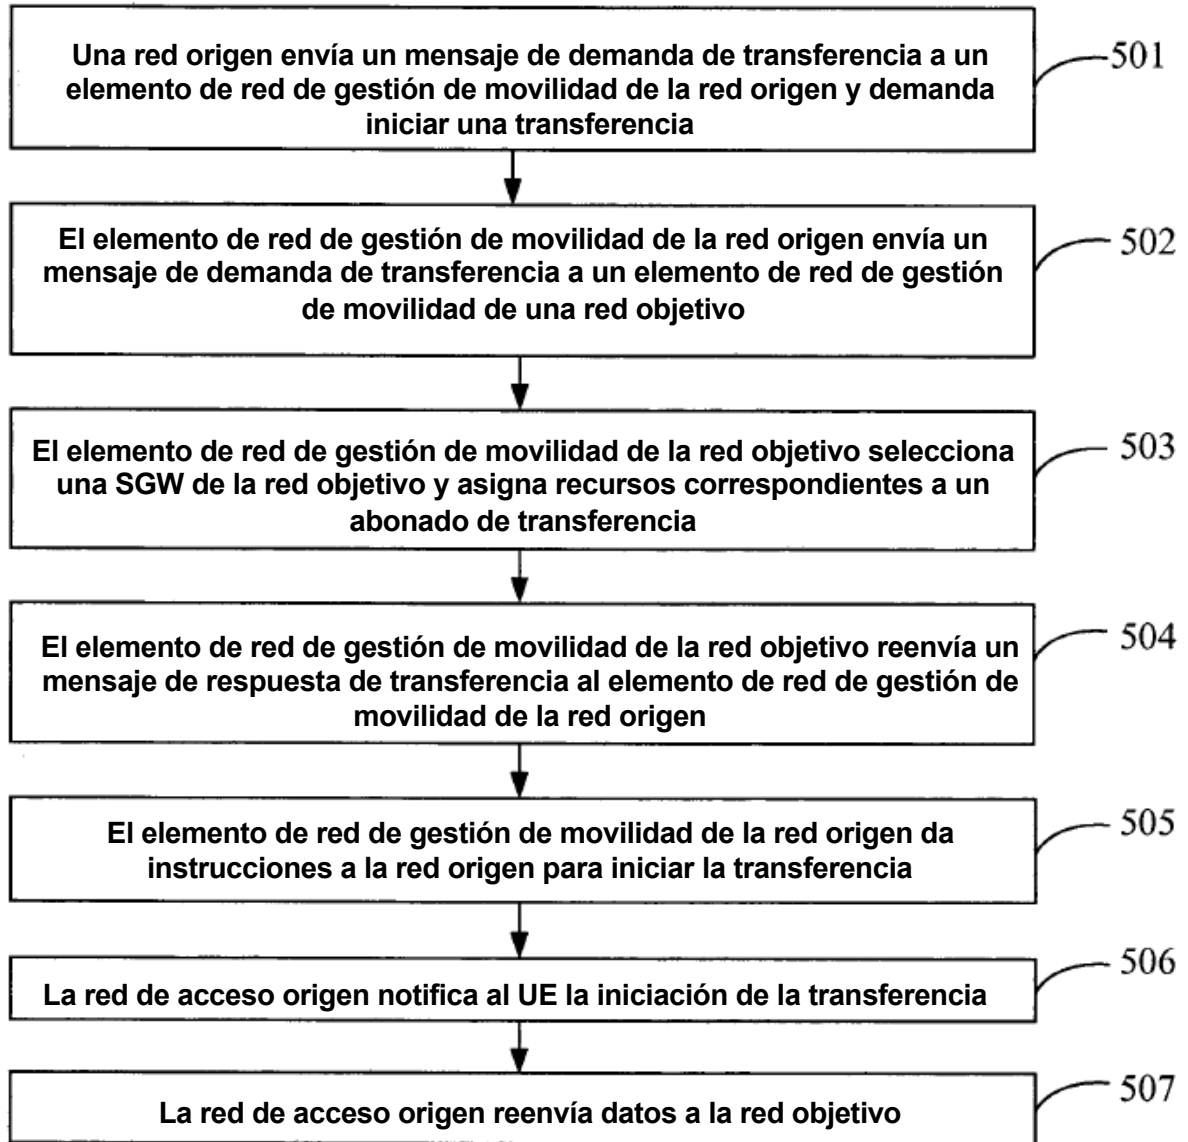 Una red origen envía un mensaje de demanda de transferencia a un
elemento de red de gestión de movilidad de la red origen y demanda
iniciar una transferencia
501
El elemento de red de gestión de movilidad de la red origen envía un
mensaje de demanda de transferencia a un elemento de red de gestión
de movilidad de una red objetivo
502
El elemento de red de gestión de movilidad de la red objetivo selecciona
una SGW de la red objetivo y asigna recursos correspondientes a un
abonado de transferencia
503
El elemento de red de gestión de movilidad de la red objetivo reenvía un
mensaje de respuesta de transferencia al elemento de red de gestión de
movilidad de la red origen
504
El elemento de red de gestión de movilidad de la red origen da
instrucciones a la red origen para iniciar la transferencia
505
La red de acceso origen notifica al UE la iniciación de la transferencia
506
La red de acceso origen reenvía datos a la red objetivo
507